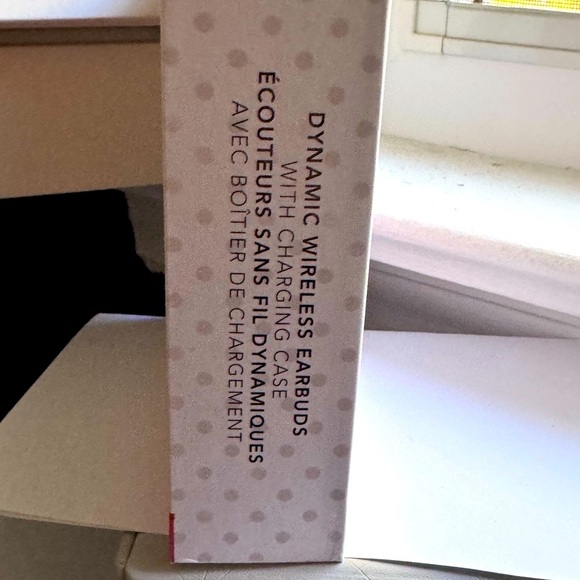 DYNAMIC WIRELESS EARBUDS
WITH CHARGING CASE
ÉCOUTEURS SANS FIL DYNAMIQUES
AVEC BOÎTIER DE CHARGEMENT